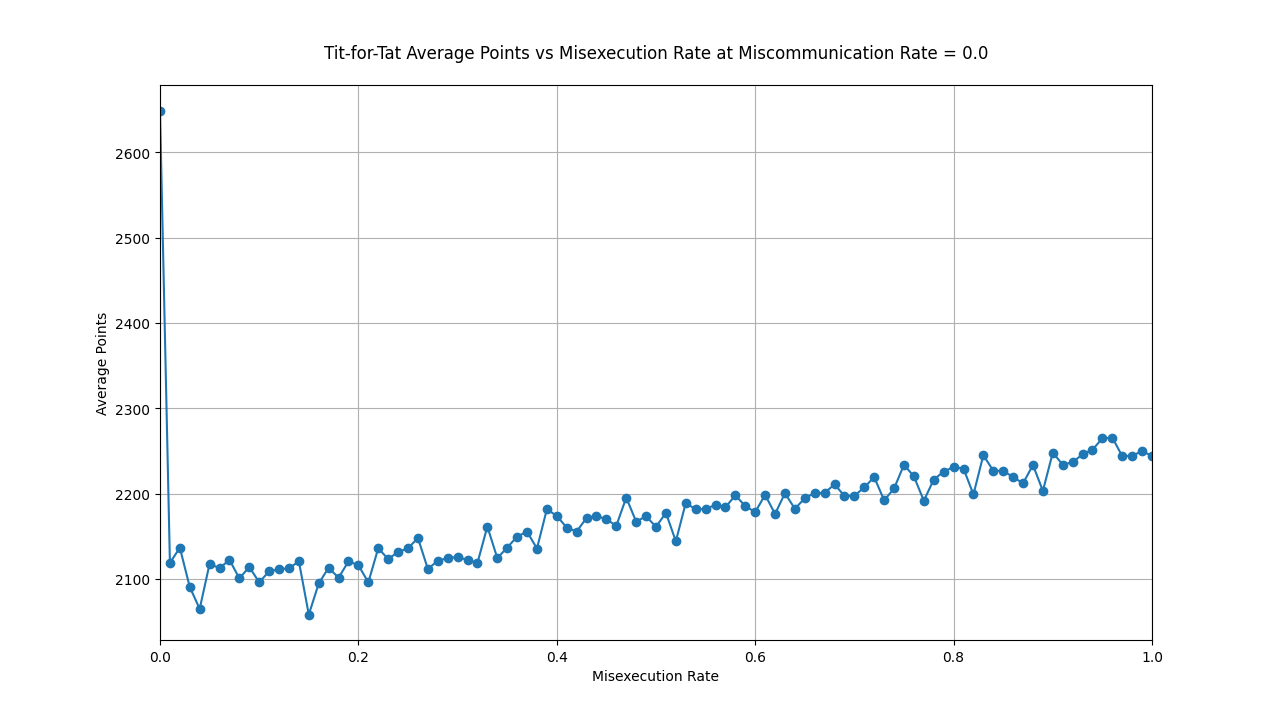 Tit-for-Tat Average Points vs Misexecution Rate at Miscommunication Rate = 0.0
2600
2500
2400
2300
2200
2100
Average Points
0.0 0.2 0.4 0.6 0.8 1.0
Misexecution Rate